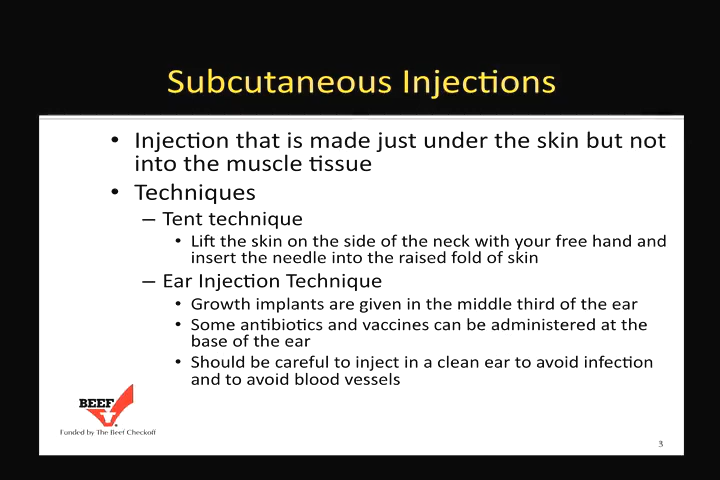 Subcutaneous Injections
• Injection that is made just under the skin but not
into the muscle tissue
• Techniques
– Tent technique
• Lift the skin on the side of the neck with your free hand and
insert the needle into the raised fold of skin
– Ear Injection Technique
• Growth implants are given in the middle third of the ear
• Some antibiotics and vaccines can be administered at the
base of the ear
• Should be careful to inject in a clean ear to avoid infection
and to avoid blood vessels
BEEF
Funded by The Beef Checkoff
3